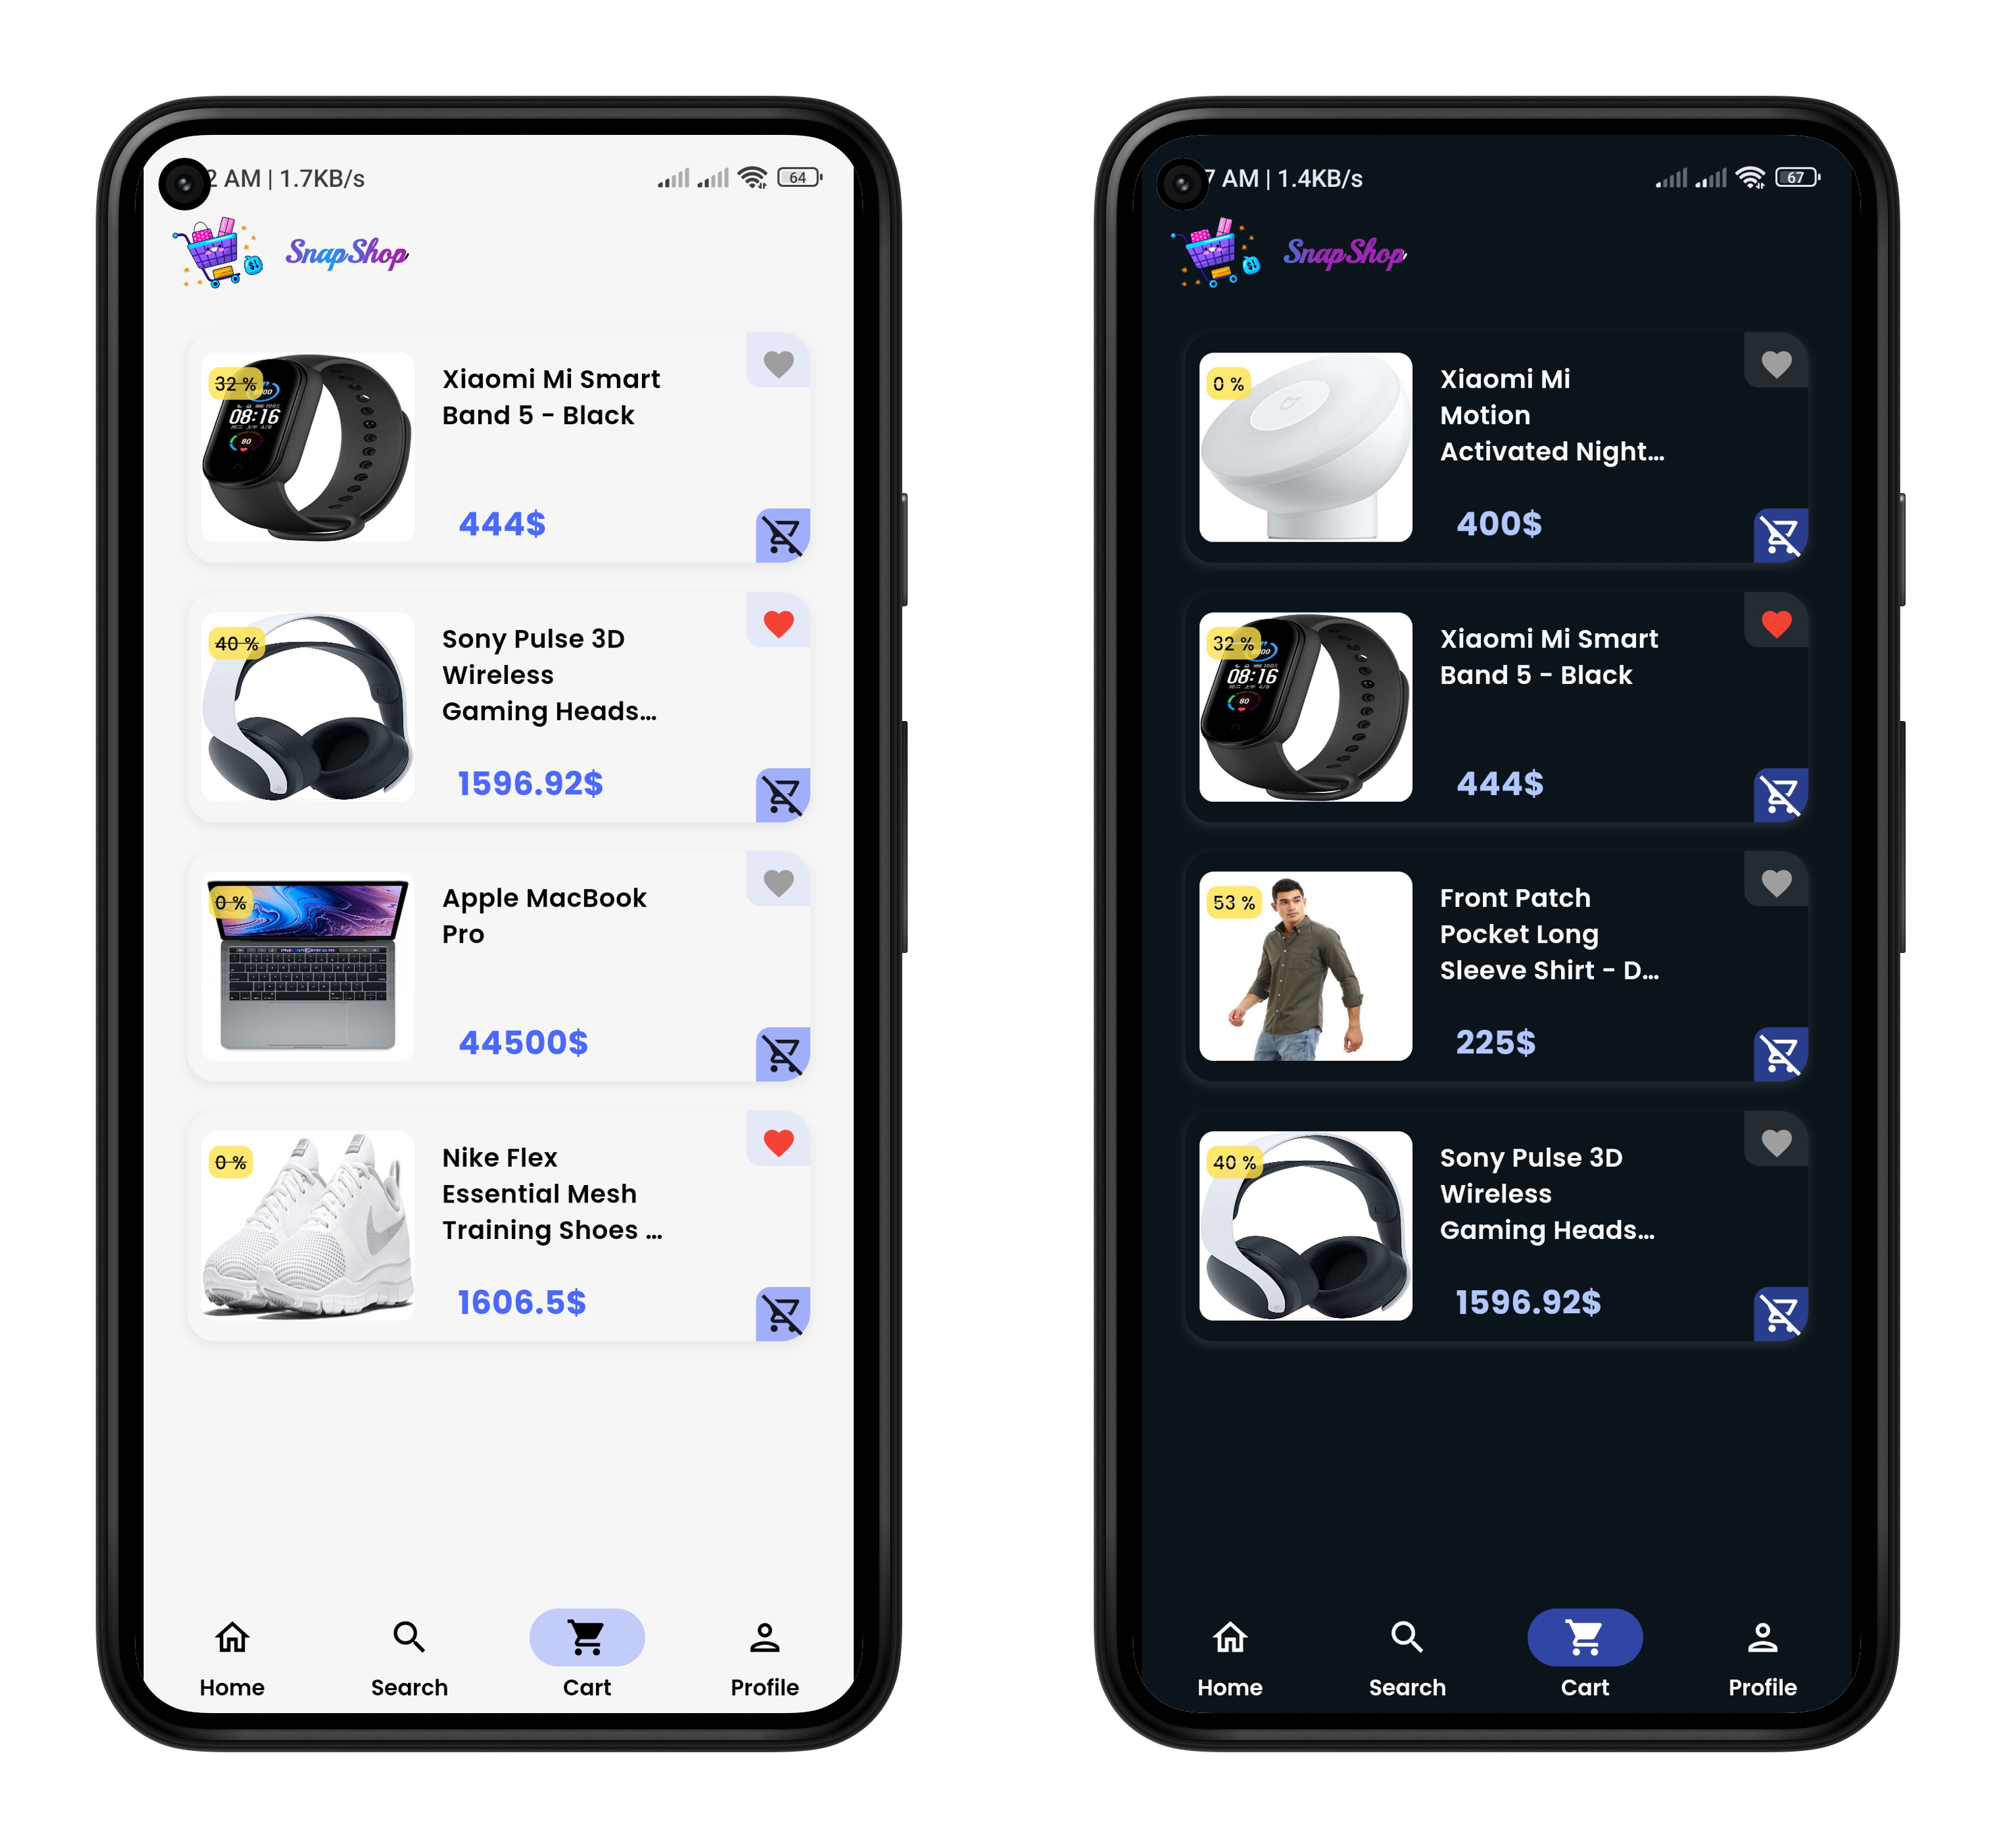 2 AM | 1.7KB/s
64
SnapShop
32 %
08:16
80
Xiaomi Mi Smart
Band 5 - Black
444$
40 %
Sony Pulse 3D
Wireless
Gaming Heads...
1596.92$
0 %
Apple MacBook
Pro
44500$
0 %
Nike Flex
Essential Mesh
Training Shoes ...
1606.5$
Home
Search
Cart
Profile
7 AM | 1.4KB/s
67
SnapShop
0 %
Xiaomi Mi
Motion
Activated Night...
400$
32 %
08:16
80
Xiaomi Mi Smart
Band 5 - Black
444$
53 %
Front Patch
Pocket Long
Sleeve Shirt - D...
225$
40 %
Sony Pulse 3D
Wireless
Gaming Heads...
1596.92$
Home
Search
Cart
Profile